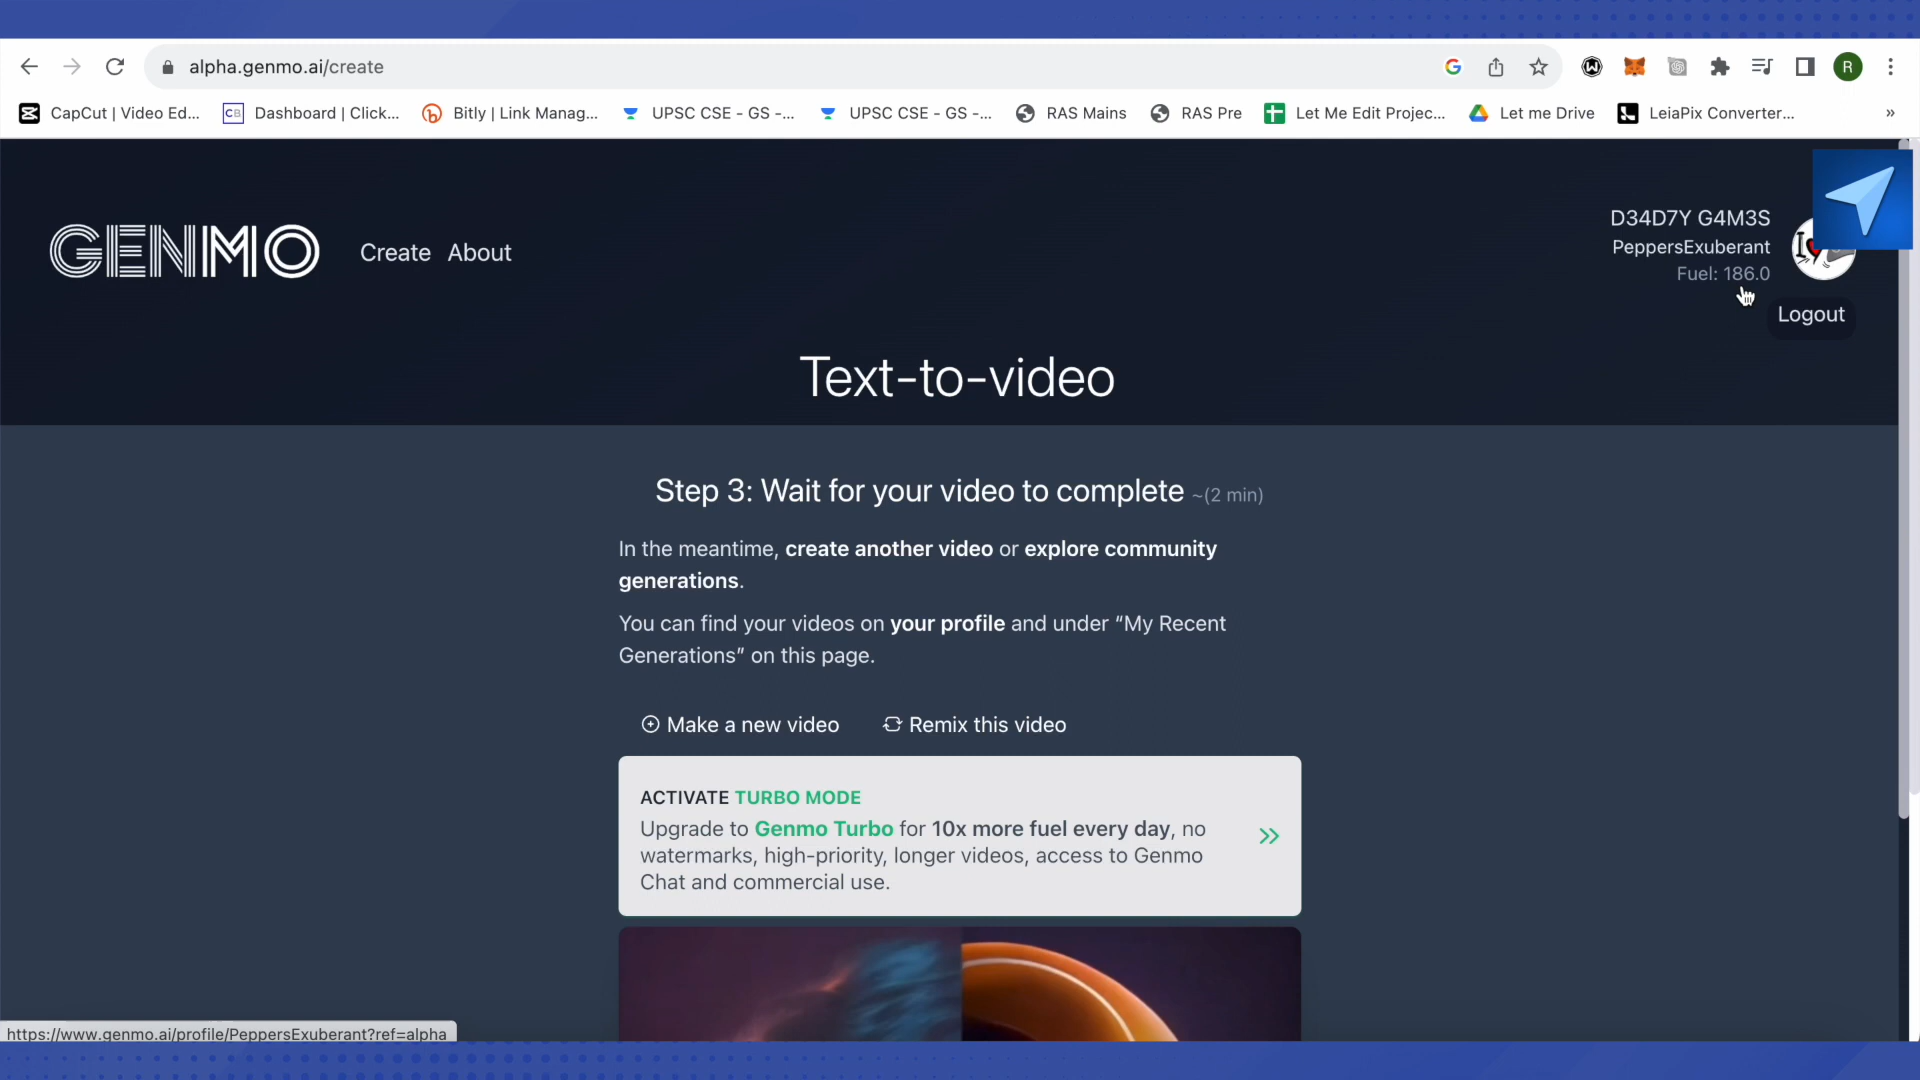 alpha.genmo.ai/create
R
CapCut | Video Ed...
CB Dashboard | Click...
Bitly | Link Manag...
UPSC CSE - GS -...
UPSC CSE - GS -...
RAS Mains
RAS Pre
Let Me Edit Projec...
Let me Drive
LeiaPix Converter...
»
GENMO
Create
About
D34D7Y G4M3S
PeppersExuberant
Fuel: 186.0
Logout
Text-to-video
Step 3: Wait for your video to complete ~(2 min)
In the meantime, create another video or explore community
generations.
You can find your videos on your profile and under “My Recent
Generations” on this page.
Make a new video
Remix this video
ACTIVATE TURBO MODE
Upgrade to Genmo Turbo for 10x more fuel every day, no
watermarks, high-priority, longer videos, access to Genmo
Chat and commercial use.
https://www.genmo.ai/profile/PeppersExuberant?ref=alpha